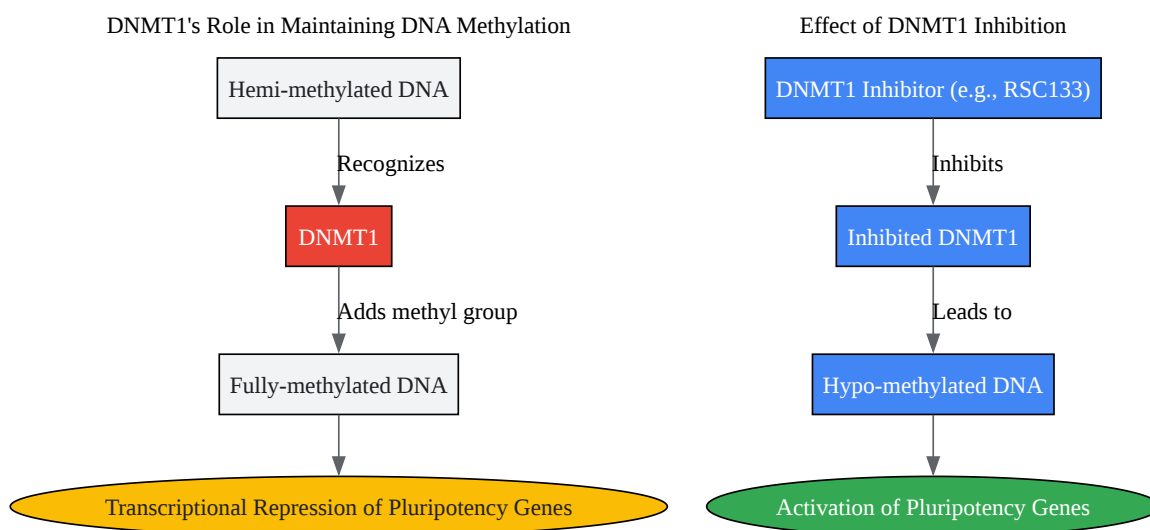 DNMT1's Role in Maintaining DNA Methylation
Hemi-methylated DNA
Recognizes
DNMT1
Adds methyl group
Fully-methylated DNA
Transcriptional Repression of Pluripotency Genes
Effect of DNMT1 Inhibition
DNMT1 Inhibitor (e.g., RSC133)
Inhibits
Inhibited DNMT1
Leads to
Hypo-methylated DNA
Activation of Pluripotency Genes